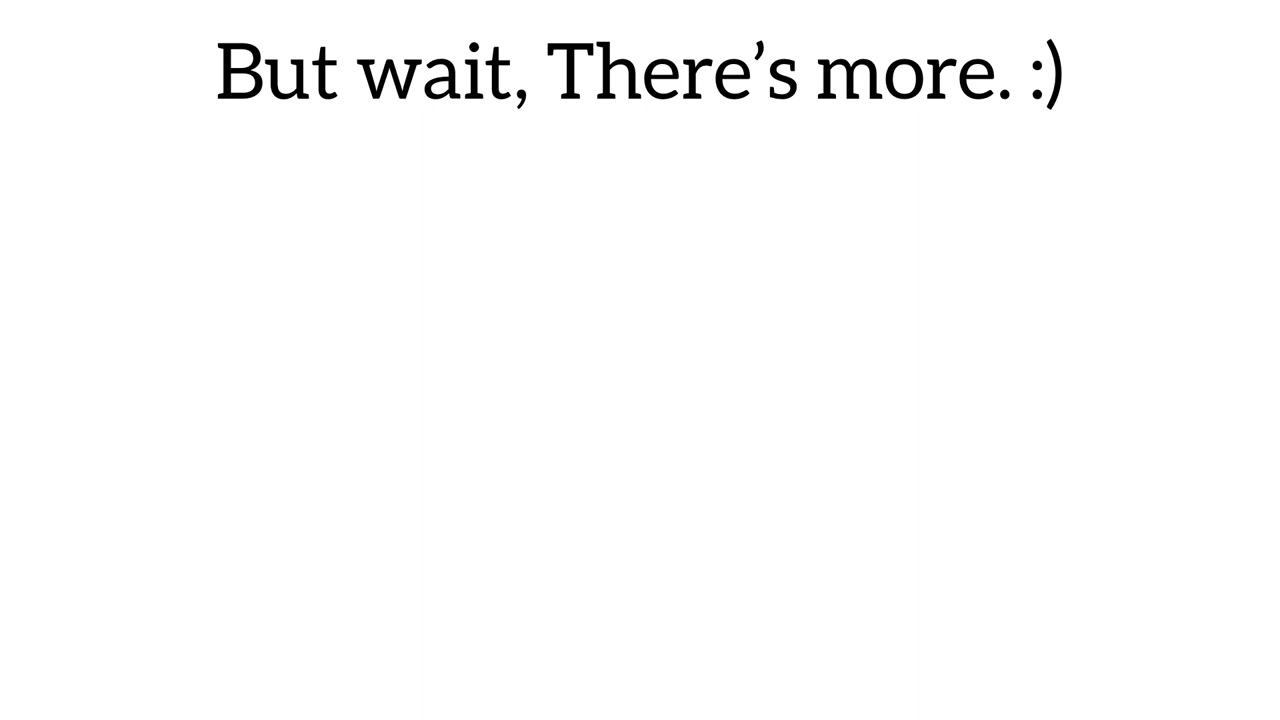 But wait, There’s more. :)